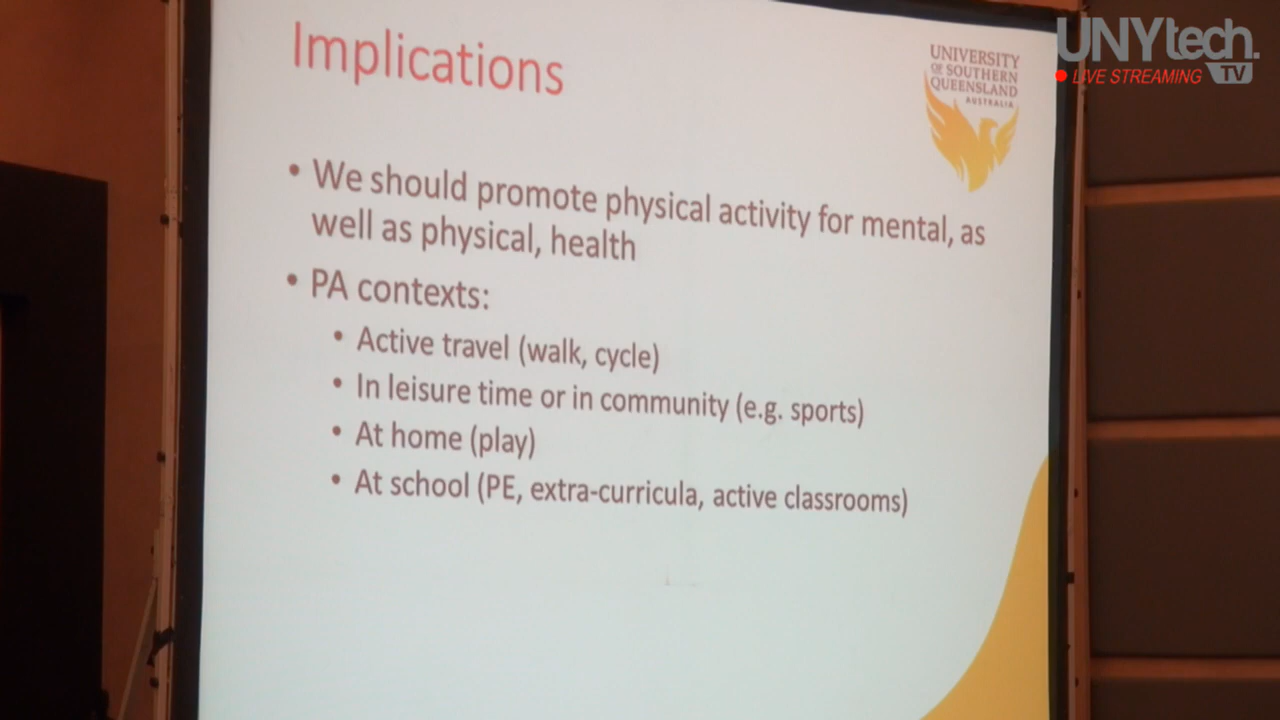 Implications
UNIVERSITY
OF SOUTHERN
QUEENSLAND
AUSTRALIA
UNYtech.
LIVE STREAMING TV
• We should promote physical activity for mental, as
well as physical, health
• PA contexts:
• Active travel (walk, cycle)
• In leisure time or in community (e.g. sports)
• At home (play)
• At school (PE, extra-curricula, active classrooms)